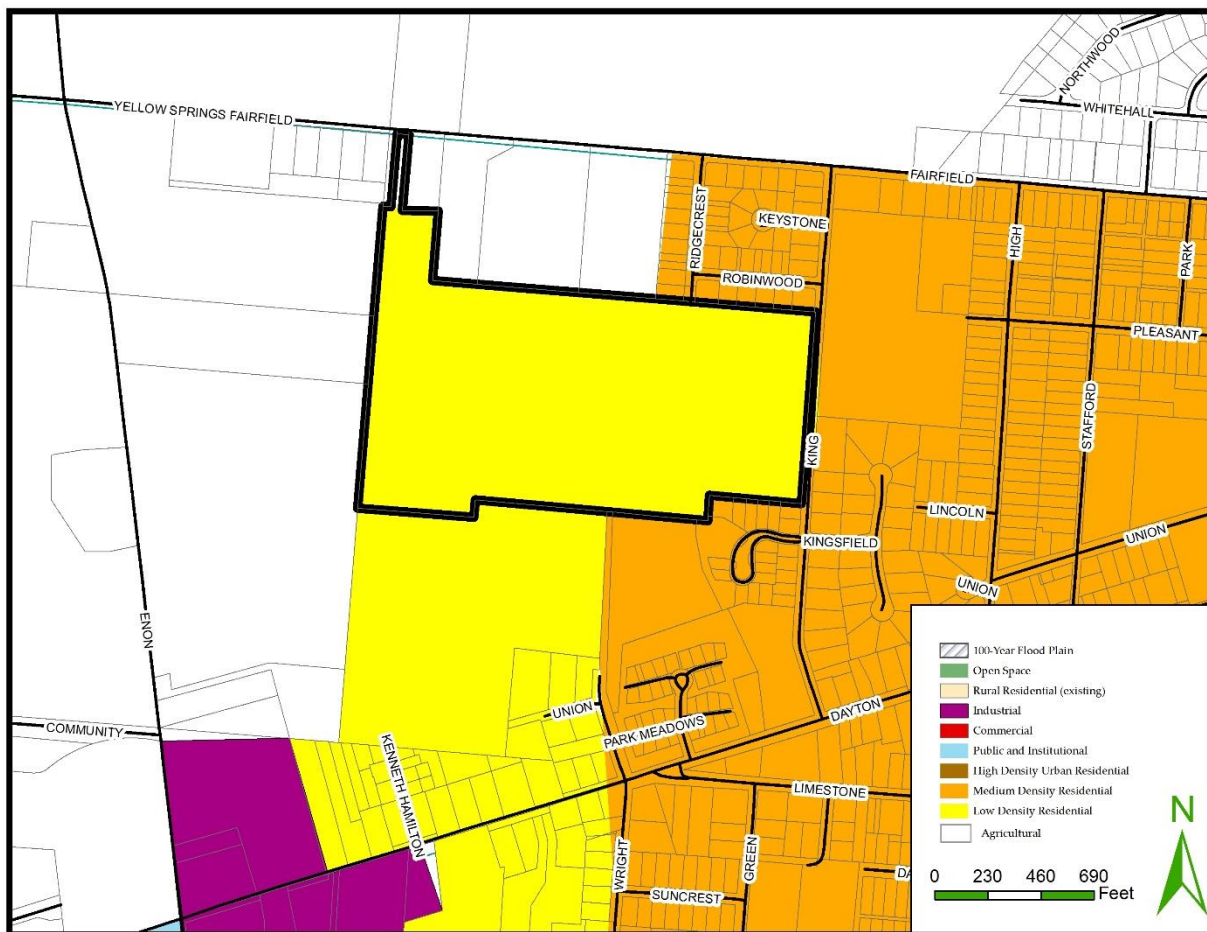 NORTHWOOD
WHITEHALL
YELLOW SPRINGS FAIRFIELD
FAIRFIELD
RIDGECREST
KEYSTONE
HIGH
PARK
ROBINWOOD
PLEASANT
STAFFORD
KING
LINCOLN
UNION
KINGSFIELD
UNION
ENON
UNION
PARK MEADOWS
DAYTON
COMMUNITY
KENNETH HAMILTON
LIMESTONE
WRIGHT
GREEN
SUNCREST
DA
100-Year Flood Plain
Open Space
Rural Residential (existing)
Industrial
Commercial
Public and Institutional
High Density Urban Residential
Medium Density Residential
Low Density Residential
Agricultural
N
0 230 460 690
Feet